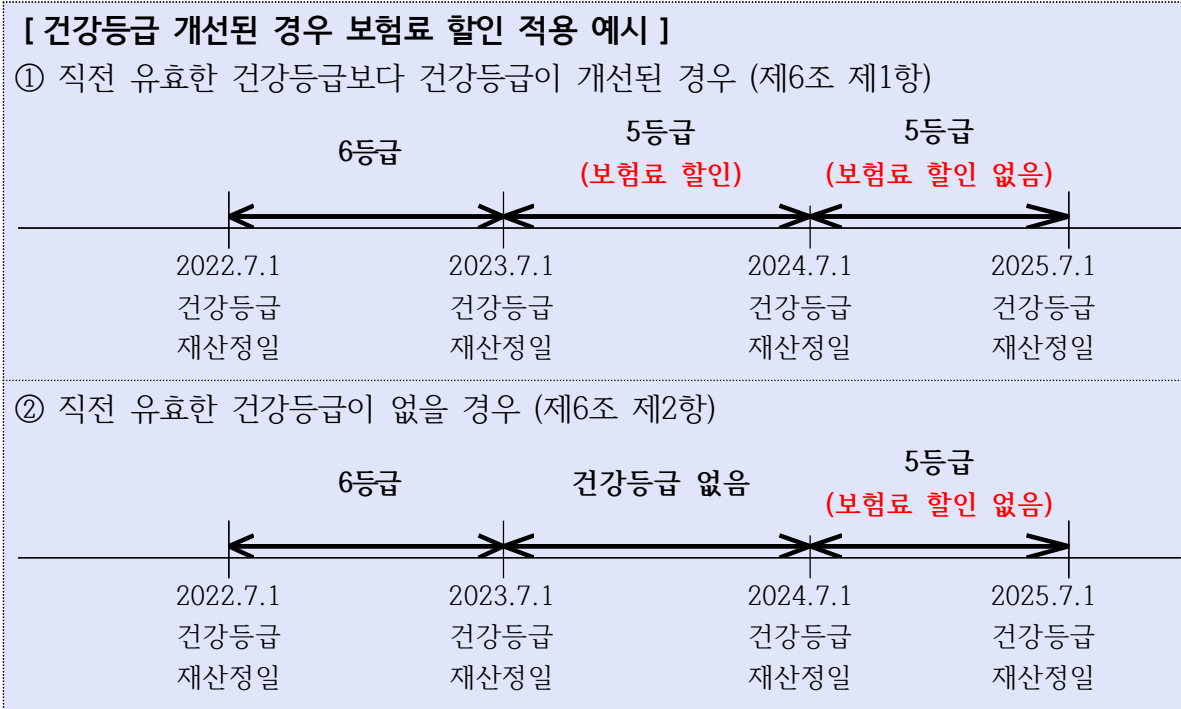 [ 건강등급 개선된 경우 보험료 할인 적용 예시 ]
① 직전 유효한 건강등급보다 건강등급이 개선된 경우 (제6조 제1항)
6등급 5등급 5등급
(보험료 할인) (보험료 할인 없음)
2022.7.1 2023.7.1 2024.7.1 2025.7.1
건강등급 건강등급 건강등급 건강등급
재산정일 재산정일 재산정일 재산정일
② 직전 유효한 건강등급이 없을 경우 (제6조 제2항)
6등급 건강등급 없음 5등급
(보험료 할인 없음)
2022.7.1 2023.7.1 2024.7.1 2025.7.1
건강등급 건강등급 건강등급 건강등급
재산정일 재산정일 재산정일 재산정일